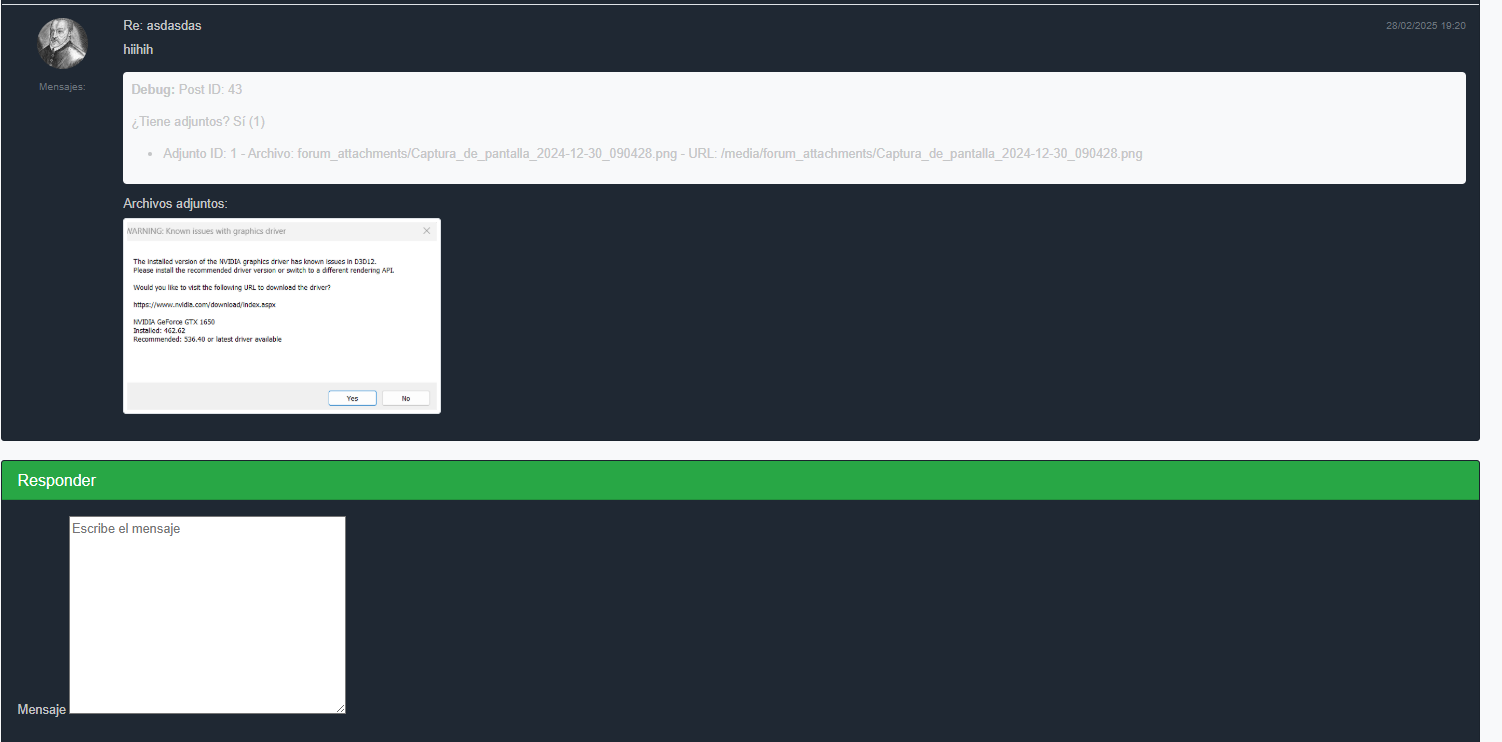 Re: asdasdas
28/02/2025 19:20
hiihih
Mensajes:
Debug: Post ID: 43
¿Tiene adjuntos? Sí (1)
• Adjunto ID: 1 - Archivo: forum_attachments/Captura_de_pantalla_2024-12-30_090428.png - URL: /media/forum_attachments/Captura_de_pantalla_2024-12-30_090428.png
Archivos adjuntos:
WARNING: Known issues with graphics driver
The installed version of the NVIDIA graphics driver has known issues in D3D12.
Please install the recommended driver version or switch to a different rendering API.
Would you like to visit the following URL to download the driver?
https://www.nvidia.com/download/index.aspx
NVIDIA GeForce GTX 1650
Installed: 462.62
Recommended: 536.40 or latest driver available
Yes
No
Responder
Escribe el mensaje
Mensaje